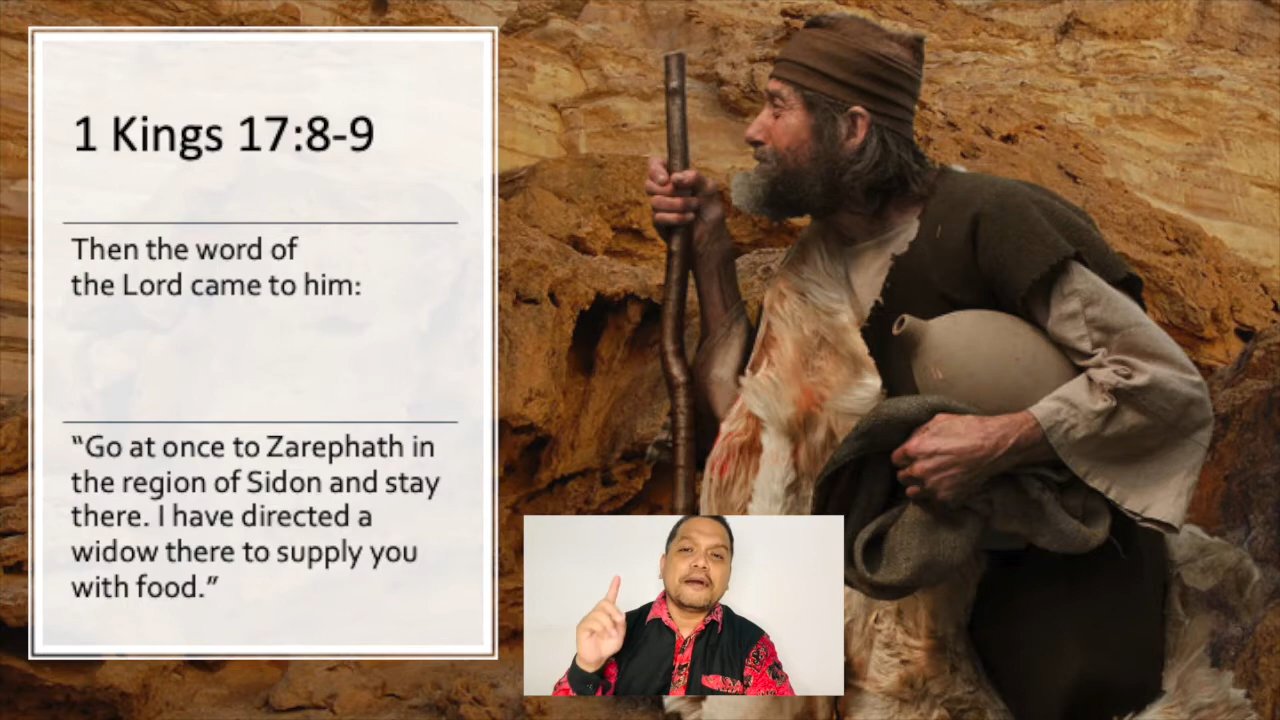 1 Kings 17:8-9
Then the word of
the Lord came to him:
“Go at once to Zarephath in
the region of Sidon and stay
there. I have directed a
widow there to supply you
with food.”